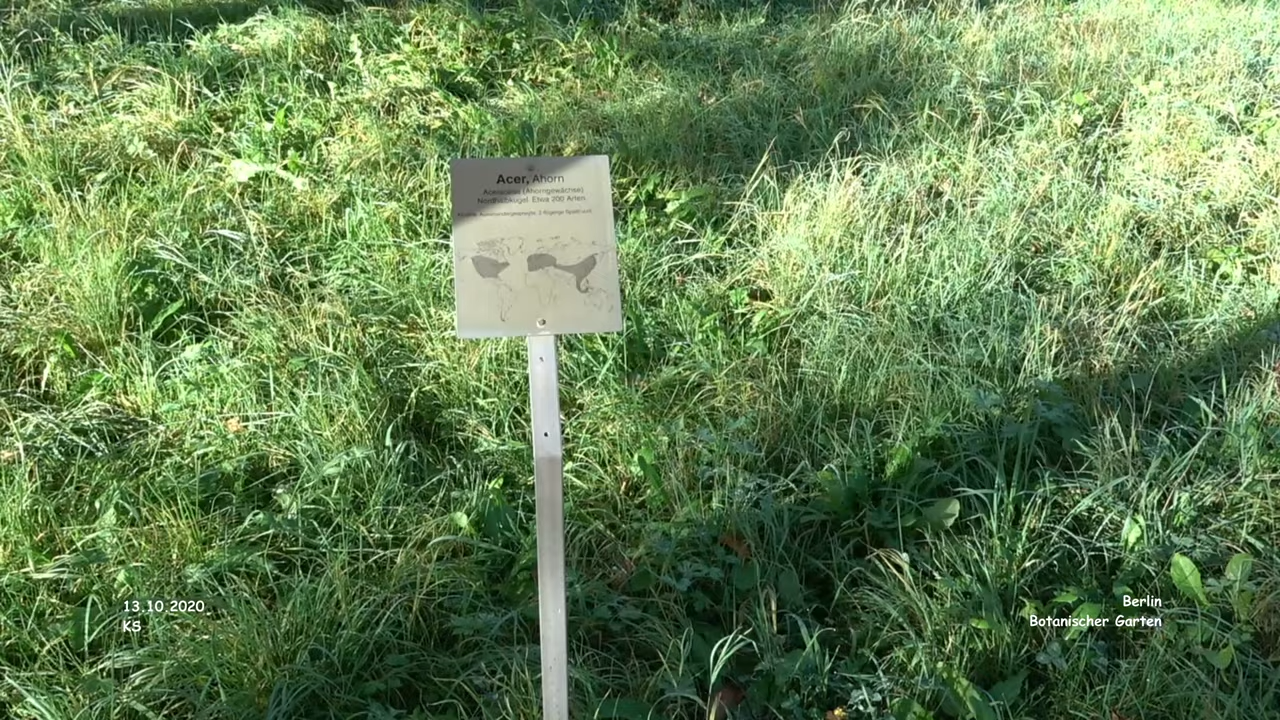 Acer, Ahorn
Aceraceae (Ahorngewächse)
Nordhalbkugel. Etwa 200 Arten
13.10.2020
KS
Berlin
Botanischer Garten